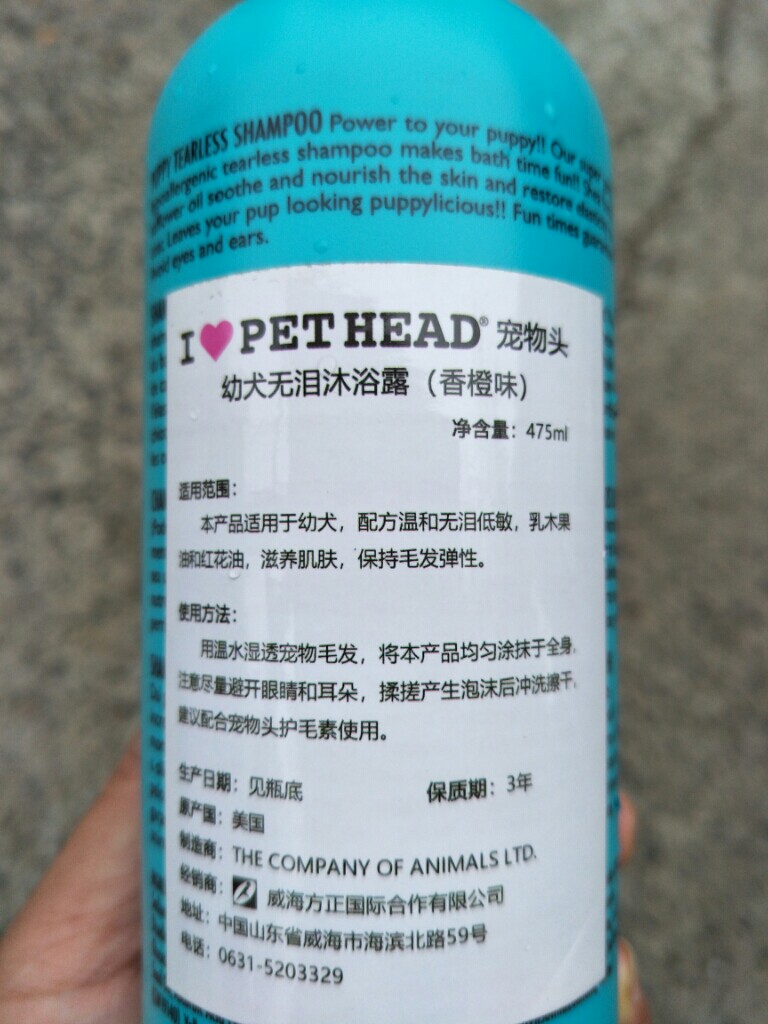 TEARLESS SHAMPOO Power to your puppy!! Our super
tearless shampoo makes bath time fun!!
oil soothe and nourish the skin and restore
Leaves your pup looking puppylicious!! Fun times
eyes and ears.
I ♥ PET HEAD® 宠物头
幼犬无泪沐浴露（香橙味）
净含量：475ml
适用范围：
本产品适用于幼犬，配方温和无泪低敏，乳木果
油和红花油，滋养肌肤，保持毛发弹性。
使用方法：
用温水湿透宠物毛发，将本产品均匀涂抹于全身，
注意尽量避开眼睛和耳朵，揉搓产生泡沫后冲洗擦干，
建议配合宠物头护毛素使用。
生产日期：见瓶底 保质期：3年
原产国：美国
制造商：THE COMPANY OF ANIMALS LTD.
经销商：威海方正国际合作有限公司
地址：中国山东省威海市海滨北路59号
电话：0631-5203329